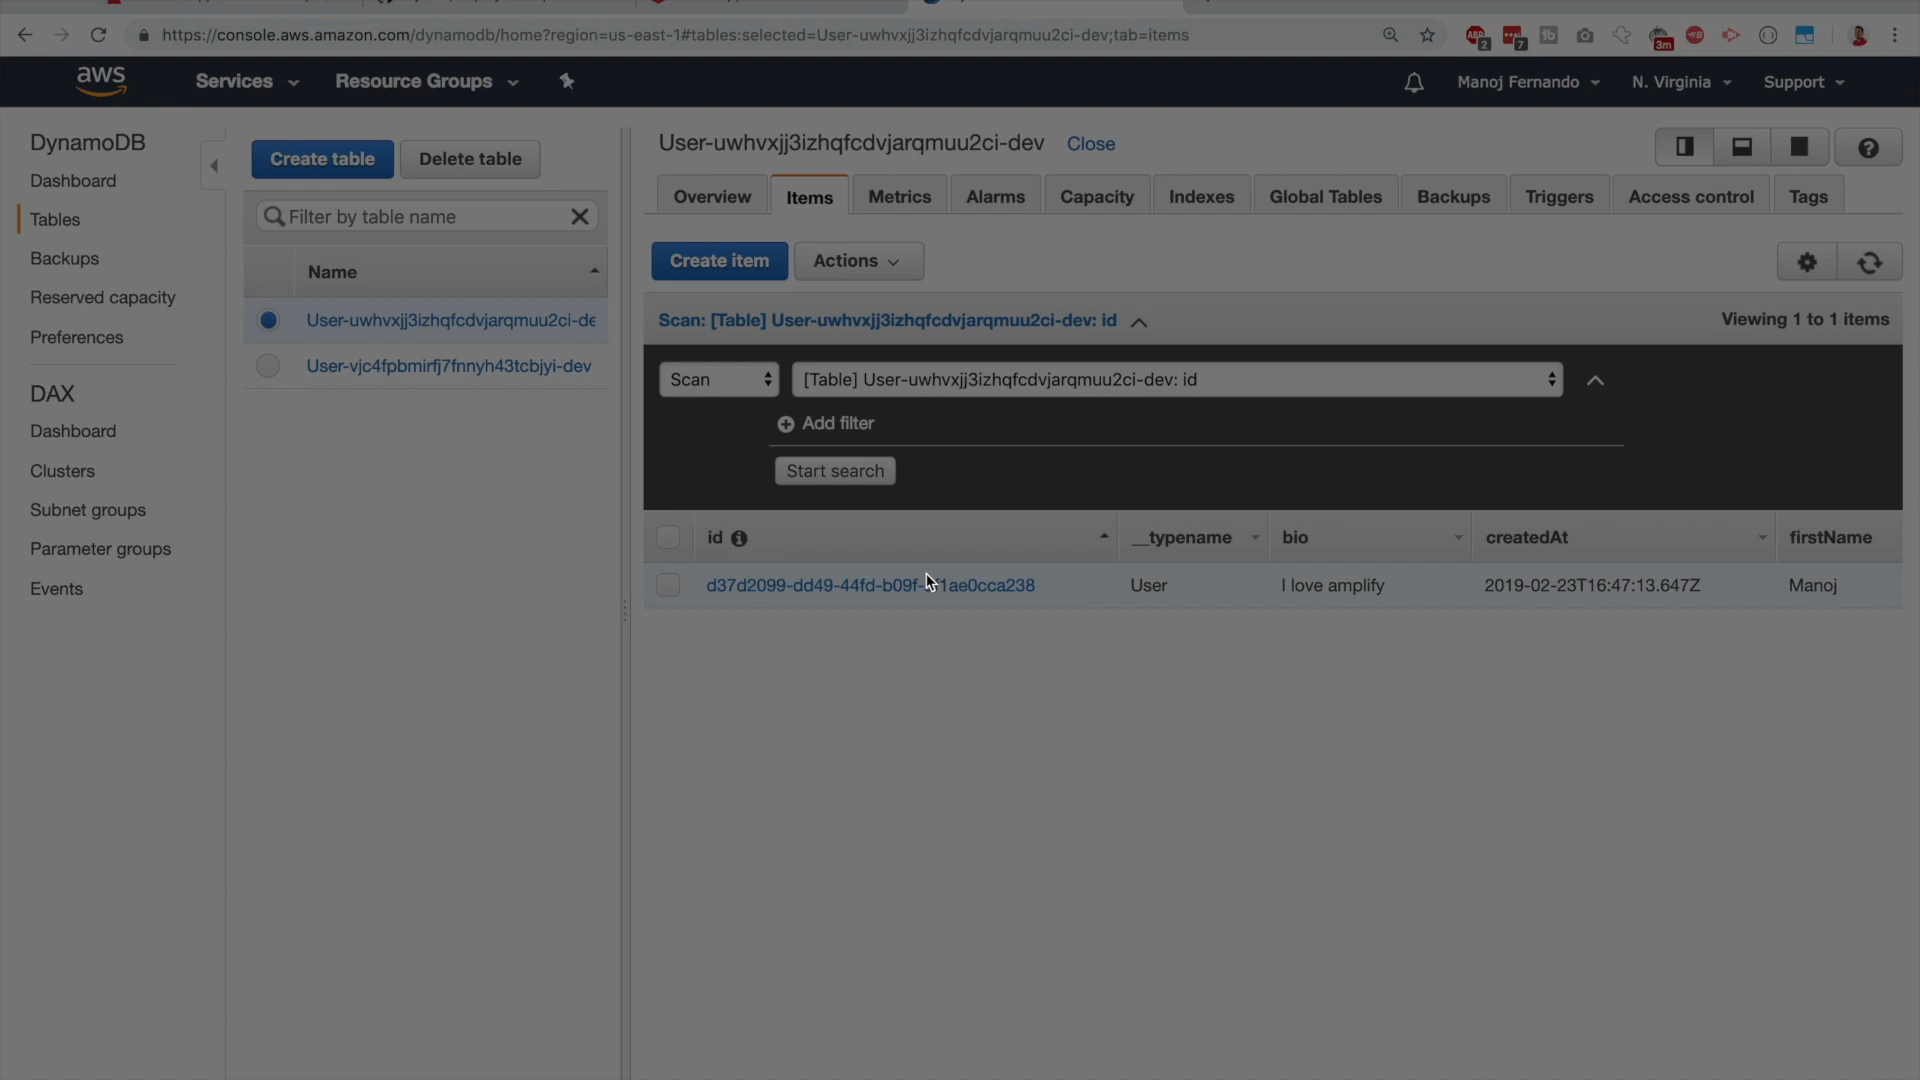 https://console.aws.amazon.com/dynamodb/home?region=us-east-1#tables:selected=User-uwhvxjj3izhqfcdvjarqmuu2ci-dev;tab=items
ABP
2
7
tb
3m
aws
Services
Resource Groups
Manoj Fernando
N. Virginia
Support
DynamoDB
Dashboard
Tables
Backups
Reserved capacity
Preferences
DAX
Dashboard
Clusters
Subnet groups
Parameter groups
Events
Create table
Delete table
Filter by table name
Name
User-uwhvxjj3izhqfcdvjarqmuu2ci-de
User-vjc4fpbmirfj7fnnyh43tcbjyi-dev
User-uwhvxjj3izhqfcdvjarqmuu2ci-dev Close
Overview
Items
Metrics
Alarms
Capacity
Indexes
Global Tables
Backups
Triggers
Access control
Tags
Create item
Actions
Scan: [Table] User-uwhvxjj3izhqfcdvjarqmuu2ci-dev: id
Viewing 1 to 1 items
Scan
[Table] User-uwhvxjj3izhqfcdvjarqmuu2ci-dev: id
Add filter
Start search
id
__typename
bio
createdAt
firstName
User
I love amplify
2019-02-23T16:47:13.647Z
Manoj